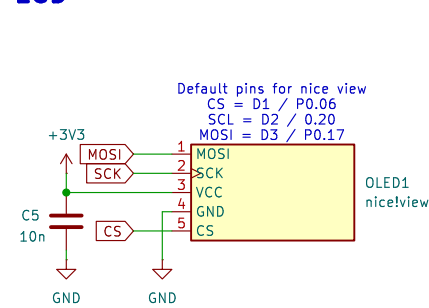 Default pins for nice view
CS = D1 / P0.06
SCL = D2 / 0.20
MOSI = D3 / P0.17
+3V3
MOSI 1 MOSI
SCK 2 SCK
3 VCC
4 GND
CS 5 CS
OLED1
nice!view
C5
10n
GND GND